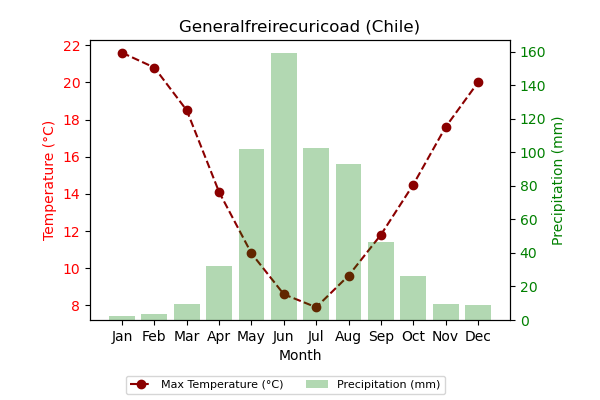 Generalfreirecuricoad (Chile)
Temperature (°C)
22
20
18
16
14
12
10
8
160
140
120
100
80
60
40
20
0
Precipitation (mm)
Jan Feb Mar Apr May Jun Jul Aug Sep Oct Nov Dec
Month
Max Temperature (°C) Precipitation (mm)